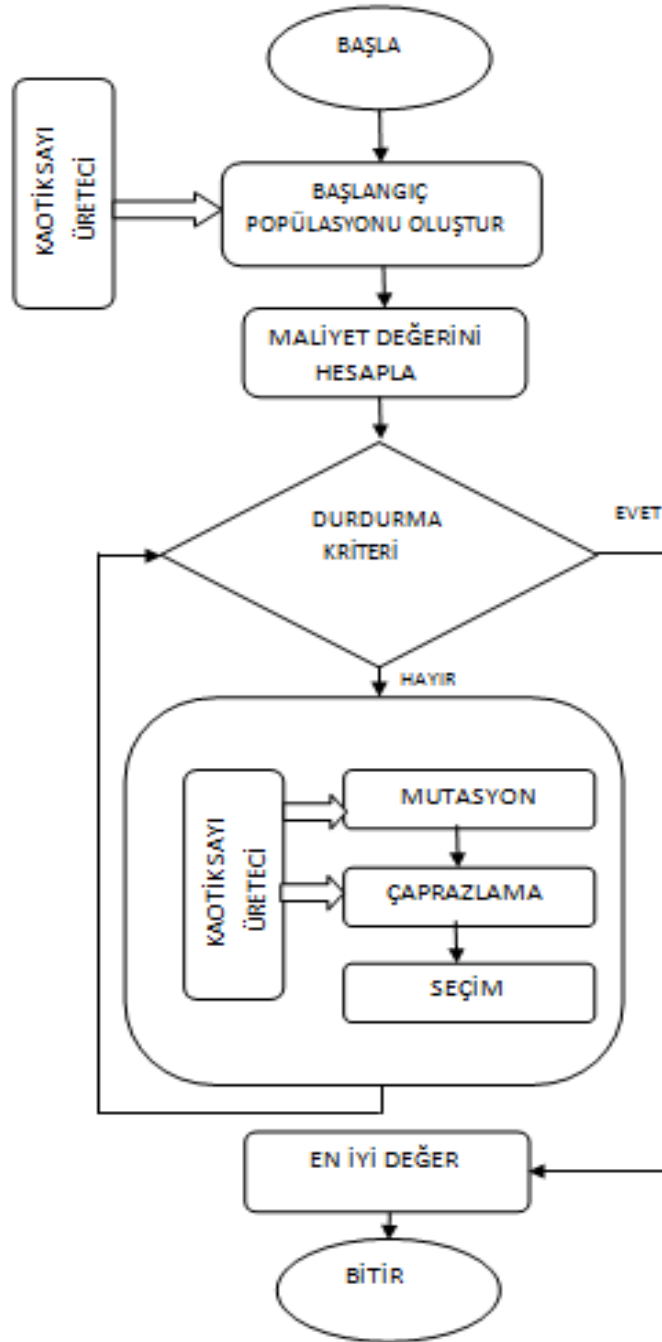 BAŞLA
KAOTİK SAYI
ÜRETECİ
BAŞLANGIÇ
POPÜLASYONU OLUŞTUR
MALİYET DEĞERİNİ
HESAPLA
DURDURMA
KRİTERİ
EVET
HAYIR
KAOTİK SAYI
ÜRETECİ
MUTASYON
ÇAPRAZLAMA
SEÇİM
EN İYİ DEĞER
BİTİR